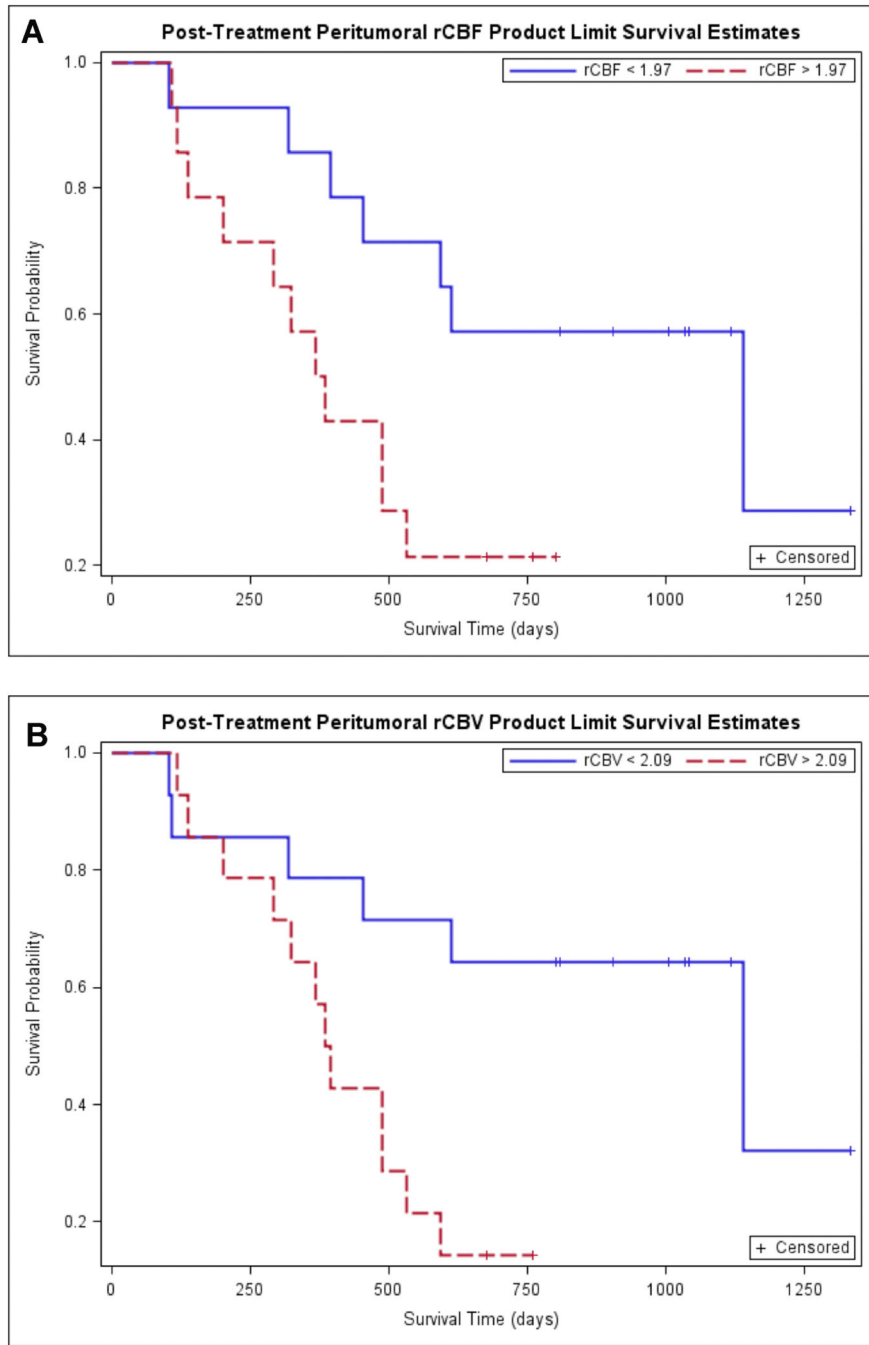 A
Post-Treatment Peritumoral rCBF Product Limit Survival Estimates
1.0
rCBF < 1.97 rCBF > 1.97
0.8
Survival Probability
0.6
0.4
0.2
+ Censored
0 250 500 750 1000 1250
Survival Time (days)
B
Post-Treatment Peritumoral rCBV Product Limit Survival Estimates
1.0
rCBV < 2.09 rCBV > 2.09
0.8
Survival Probability
0.6
0.4
0.2
+ Censored
0 250 500 750 1000 1250
Survival Time (days)